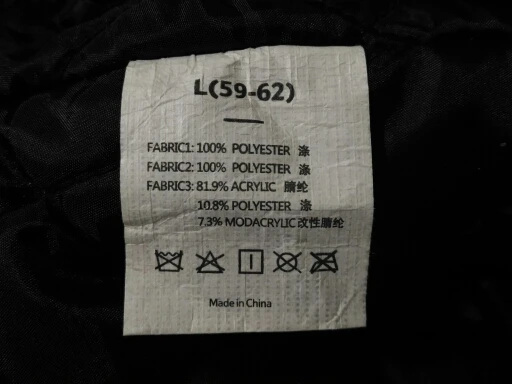 L(59-62)
FABRIC1: 100% POLYESTER 涤
FABRIC2: 100% POLYESTER 涤
FABRIC3: 81.9% ACRYLIC 腈纶
10.8% POLYESTER 涤
7.3% MODACRYLIC 改性腈纶
Made in China